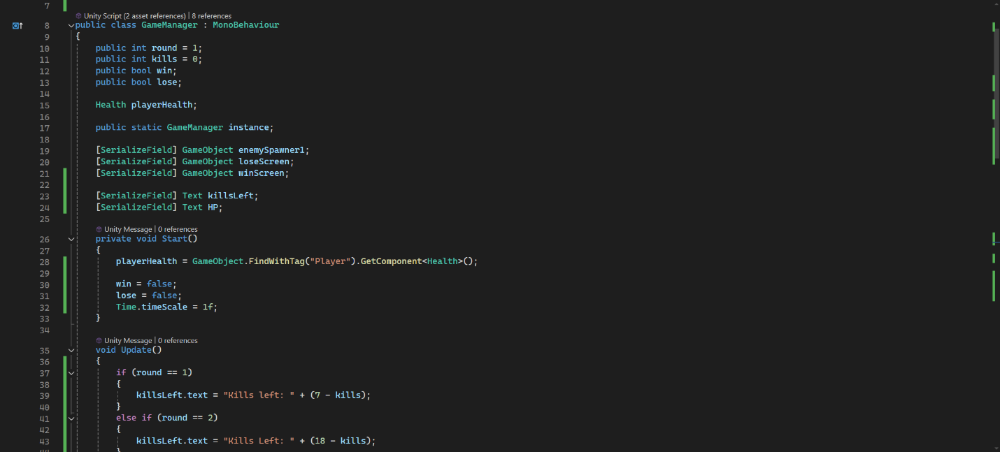 7
Unity Script (2 asset references) | 8 references
8 public class GameManager : MonoBehaviour
9 {
10 public int round = 1;
11 public int kills = 0;
12 public bool win;
13 public bool lose;
14
15 Health playerHealth;
16
17 public static GameManager instance;
18
19 [SerializeField] GameObject enemySpawner1;
20 [SerializeField] GameObject loseScreen;
21 [SerializeField] GameObject winScreen;
22
23 [SerializeField] Text killsLeft;
24 [SerializeField] Text HP;
25
Unity Message | 0 references
26 private void Start()
27 {
28 playerHealth = GameObject.FindWithTag("Player").GetComponent<Health>();
29
30 win = false;
31 lose = false;
32 Time.timeScale = 1f;
33 }
34
Unity Message | 0 references
35 void Update()
36 {
37 if (round == 1)
38 {
39 killsLeft.text = "Kills left: " + (7 - kills);
40 }
41 else if (round == 2)
42 {
43 killsLeft.text = "Kills Left: " + (18 - kills);
44 }